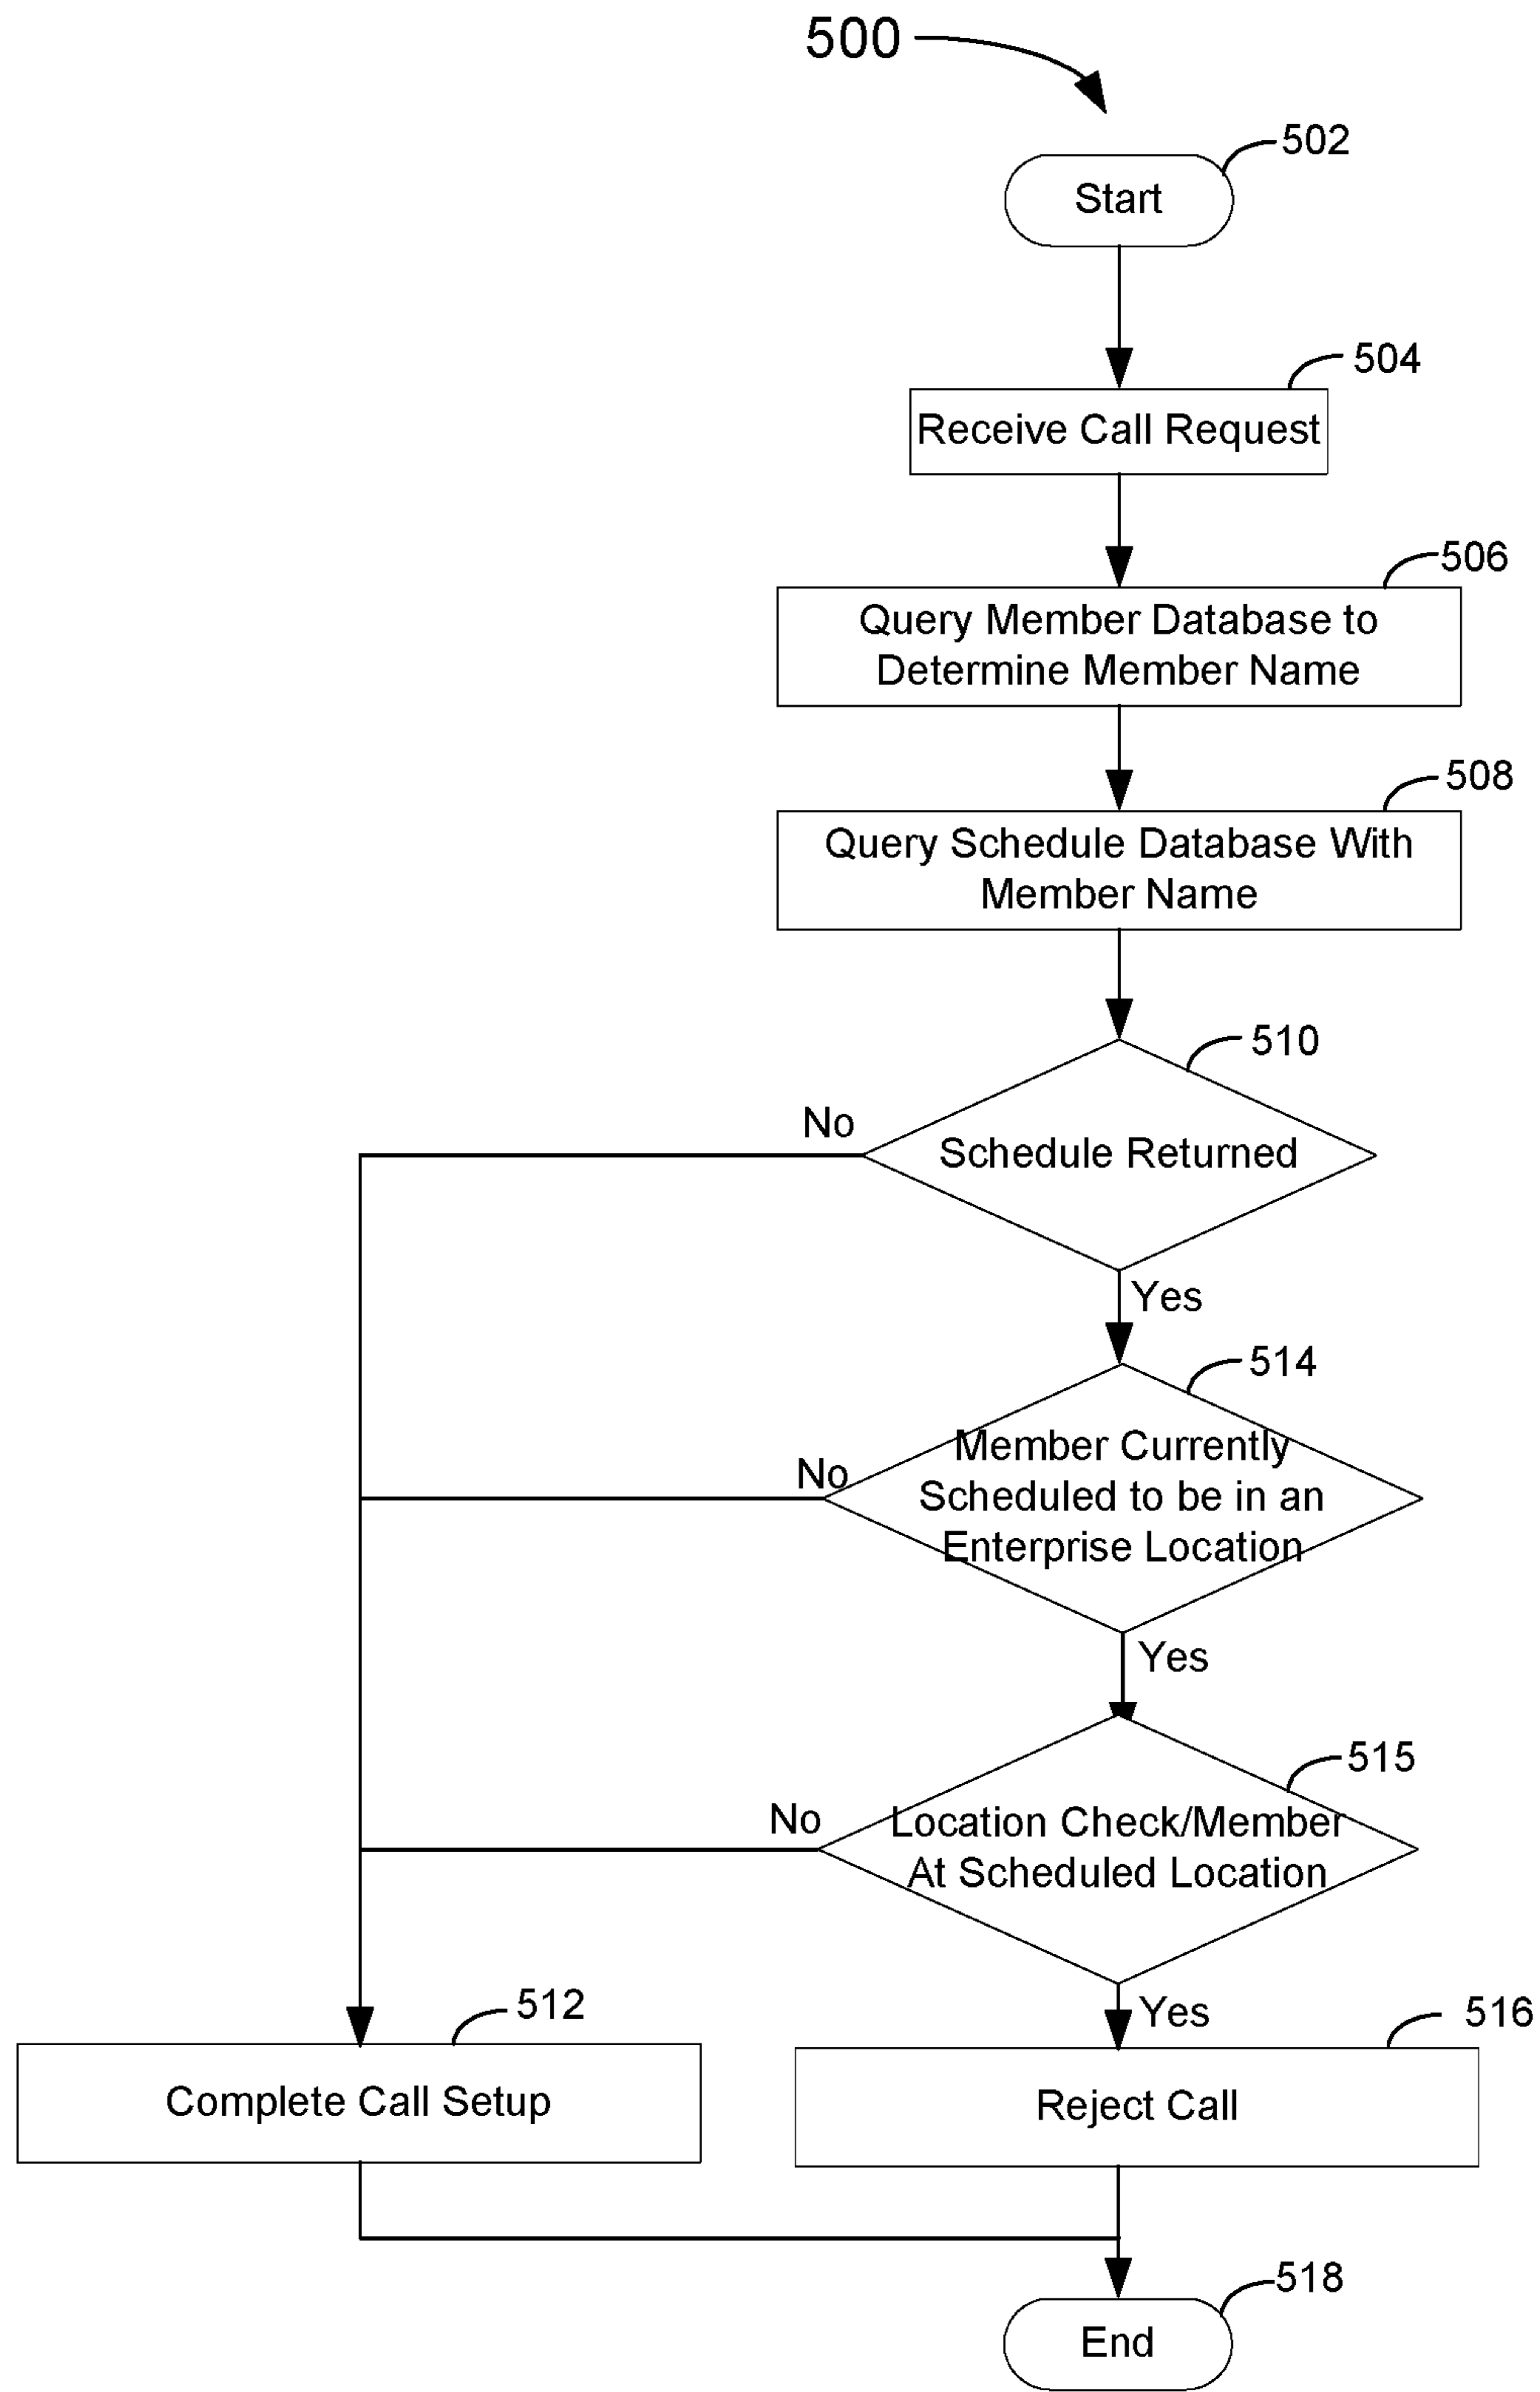 500
502
Start
504
Receive Call Request
506
Query Member Database to
Determine Member Name
508
Query Schedule Database With
Member Name
510
No
Schedule Returned
Yes
514
Member Currently
No
Scheduled to be in an
Enterprise Location
Yes
515
No
Location Check/Member
At Scheduled Location
512
Yes
516
Complete Call Setup
Reject Call
518
End